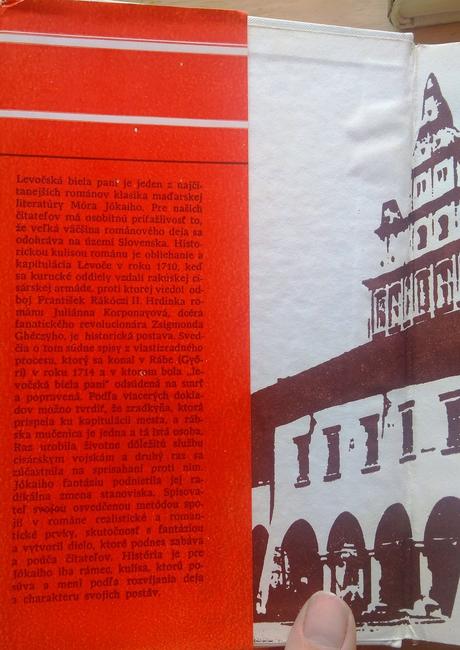 Levočská biela pani je jeden z najčí-
tanejších románov klasika maďarskej
literatúry Móra Jókaiho. Pre našich
čitateľov má osobitnú príťažlivosť to,
že veľká väčšina románového deja sa
odohráva na území Slovenska. Histo-
rickou kulisou románu je obliehanie a
kapitulácia Levoče v roku 1710, keď
sa kurucké oddiely vzdali rakúskej ci-
sárskej armáde, proti ktorej viedol od-
boj František Rákóczi II. Hrdinka ro-
mánu Juliánna Korponayová, dcéra
fanatického revolucionára Zsigmonda
Ghéczyho, je historická postava. Sved-
čia o tom súdne spisy z vlastizradného
procesu, ktorý sa konal v Rábe (Győ-
ri) v roku 1714 a v ktorom bola „le-
vočská biela pani" odsúdená na smrť
a popravená. Podľa viacerých dokla-
dov možno tvrdiť, že zradkyňa, ktorá
prispela ku kapitulácii mesta, a ráb-
ska mučenica je jedna a tá istá osoba.
Raz urobila životne dôležitú službu
cisárskym vojskám a druhý raz sa
zúčastnila na sprisahaní proti nim.
Jókaiho fantáziu podnietila jej ra-
dikálna zmena stanoviska. Spisova-
teľ svojou osvedčenou metódou spo-
jil v románe realistické a roman-
tické prvky, skutočnosť s fantáziou
a vytvoril dielo, ktoré podnes zabáva
a poúča čitateľov. História je pre
Jókaiho iba rámec, kulisa, ktorú po-
súva a mení podľa rozvíjania deja
a charakteru svojich postáv.